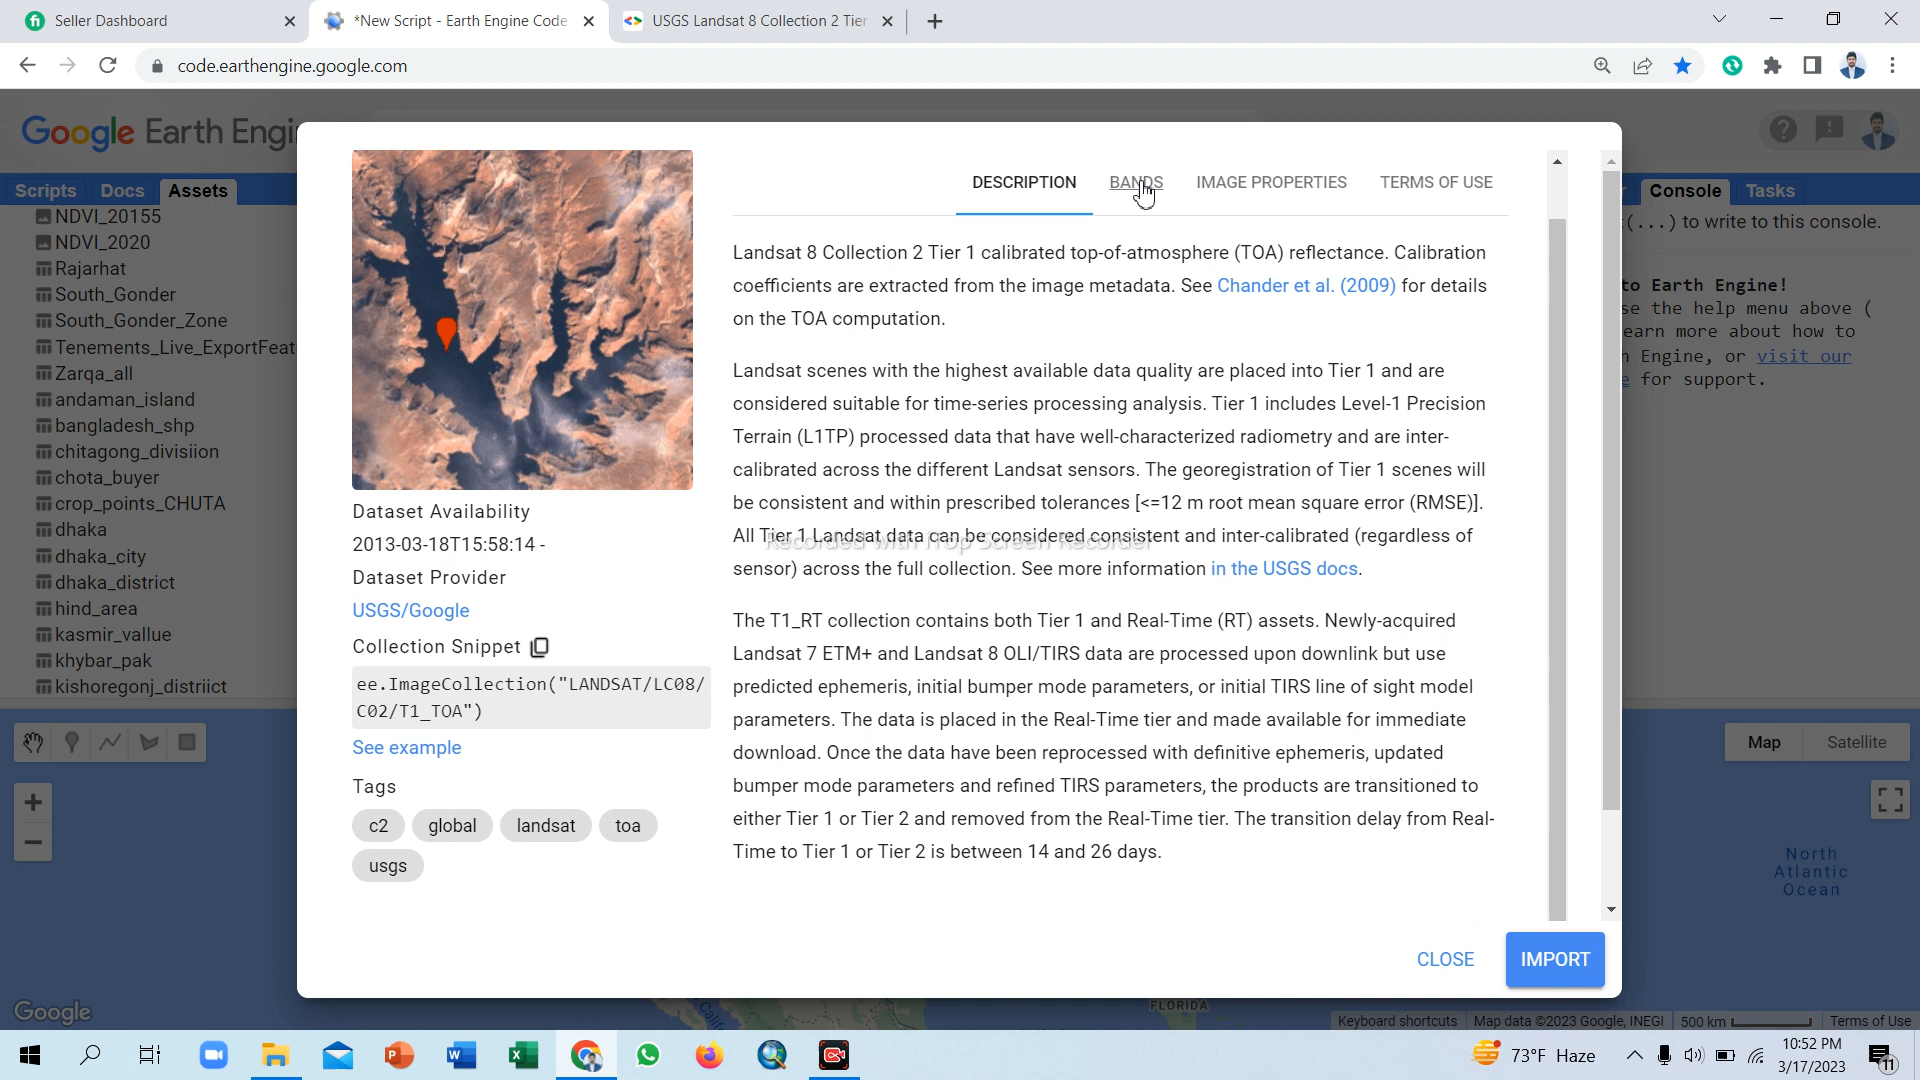 Seller Dashboard
*New Script - Earth Engine Code
USGS Landsat 8 Collection 2 Tier
code.earthengine.google.com
Google Earth Engi
Scripts Docs Assets
NDVI_20155
NDVI_2020
Rajarhat
South_Gonder
South_Gonder_Zone
Tenements_Live_ExportFeat
Zarqa_all
andaman_island
bangladesh_shp
chitagong_divisiion
chota_buyer
crop_points_CHUTA
dhaka
dhaka_city
dhaka_district
hind_area
kasmir_vallue
khybar_pak
kishoregonj_distriict
Dataset Availability
2013-03-18T15:58:14 -
Dataset Provider
USGS/Google
Collection Snippet
ee.ImageCollection("LANDSAT/LC08/
C02/T1_TOA")
See example
Tags
c2 global landsat toa
usgs
DESCRIPTION BANDS IMAGE PROPERTIES TERMS OF USE
Landsat 8 Collection 2 Tier 1 calibrated top-of-atmosphere (TOA) reflectance. Calibration
coefficients are extracted from the image metadata. See Chander et al. (2009) for details
on the TOA computation.
Landsat scenes with the highest available data quality are placed into Tier 1 and are
considered suitable for time-series processing analysis. Tier 1 includes Level-1 Precision
Terrain (L1TP) processed data that have well-characterized radiometry and are inter-
calibrated across the different Landsat sensors. The georegistration of Tier 1 scenes will
be consistent and within prescribed tolerances [<=12 m root mean square error (RMSE)].
All Tier 1 Landsat data can be considered consistent and inter-calibrated (regardless of
sensor) across the full collection. See more information in the USGS docs.
Recorded with iTop Screen Recorder
The T1_RT collection contains both Tier 1 and Real-Time (RT) assets. Newly-acquired
Landsat 7 ETM+ and Landsat 8 OLI/TIRS data are processed upon downlink but use
predicted ephemeris, initial bumper mode parameters, or initial TIRS line of sight model
parameters. The data is placed in the Real-Time tier and made available for immediate
download. Once the data have been reprocessed with definitive ephemeris, updated
bumper mode parameters and refined TIRS parameters, the products are transitioned to
either Tier 1 or Tier 2 and removed from the Real-Time tier. The transition delay from Real-
Time to Tier 1 or Tier 2 is between 14 and 26 days.
CLOSE IMPORT
r Console Tasks
(...) to write to this console.
to Earth Engine!
se the help menu above (
earn more about how to
h Engine, or visit our
e for support.
Map Satellite
North
Atlantic
Ocean
FLORIDA
Google
Keyboard shortcuts Map data ©2023 Google, INEGI 500 km Terms of Use
73°F Haze
10:52 PM
3/17/2023
11